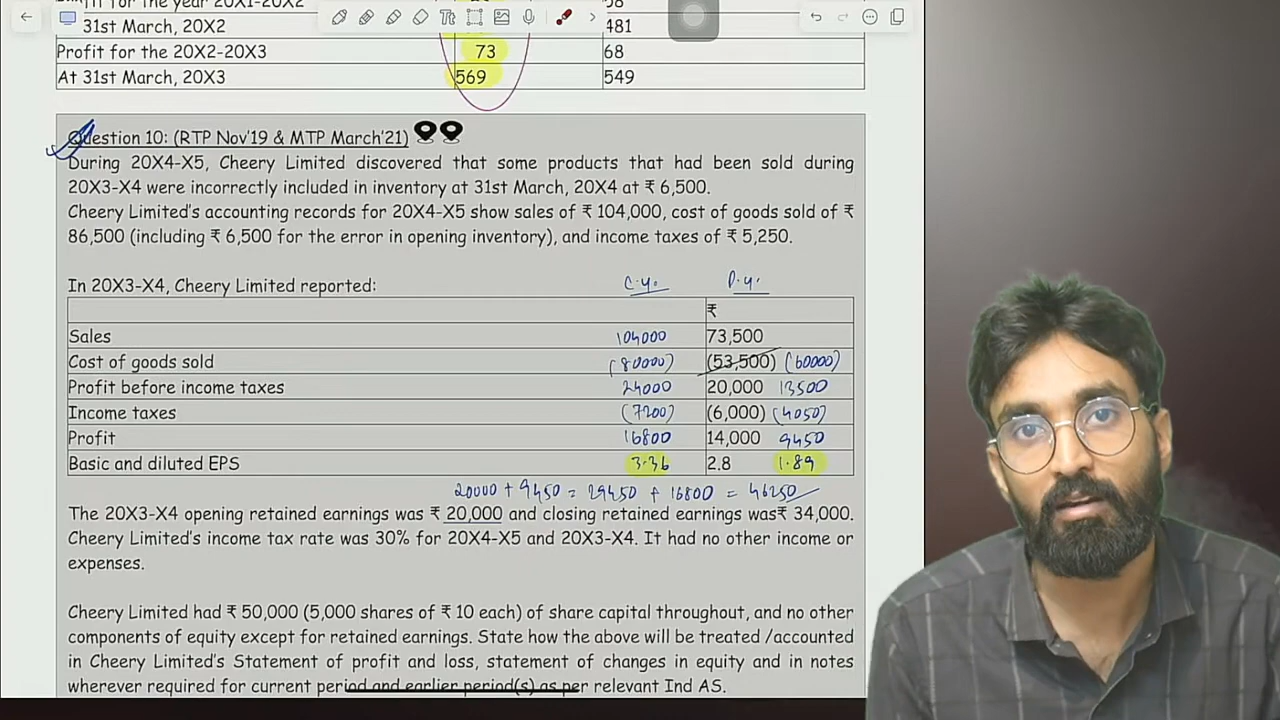 31st March, 20X2 481
Profit for the 20X2-20X3 73 68
At 31st March, 20X3 569 549
Question 10: (RTP Nov'19 & MTP March'21)
During 20X4-X5, Cheery Limited discovered that some products that had been sold during
20X3-X4 were incorrectly included in inventory at 31st March, 20X4 at ₹ 6,500.
Cheery Limited's accounting records for 20X4-X5 show sales of ₹ 104,000, cost of goods sold of ₹
86,500 (including ₹ 6,500 for the error in opening inventory), and income taxes of ₹ 5,250.
In 20X3-X4, Cheery Limited reported: C.y. P.y.
₹
Sales 104000 73,500
Cost of goods sold (80000) (53,500) (60000)
Profit before income taxes 24000 20,000 13500
Income taxes (7200) (6,000) (4050)
Profit 16800 14,000 9450
Basic and diluted EPS 3.36 2.8 1.89
20000 + 9450 = 29450 + 16800 = 46250
The 20X3-X4 opening retained earnings was ₹ 20,000 and closing retained earnings was₹ 34,000.
Cheery Limited's income tax rate was 30% for 20X4-X5 and 20X3-X4. It had no other income or
expenses.
Cheery Limited had ₹ 50,000 (5,000 shares of ₹ 10 each) of share capital throughout, and no other
components of equity except for retained earnings. State how the above will be treated /accounted
in Cheery Limited's Statement of profit and loss, statement of changes in equity and in notes
wherever required for current period and earlier period(s) as per relevant Ind AS.